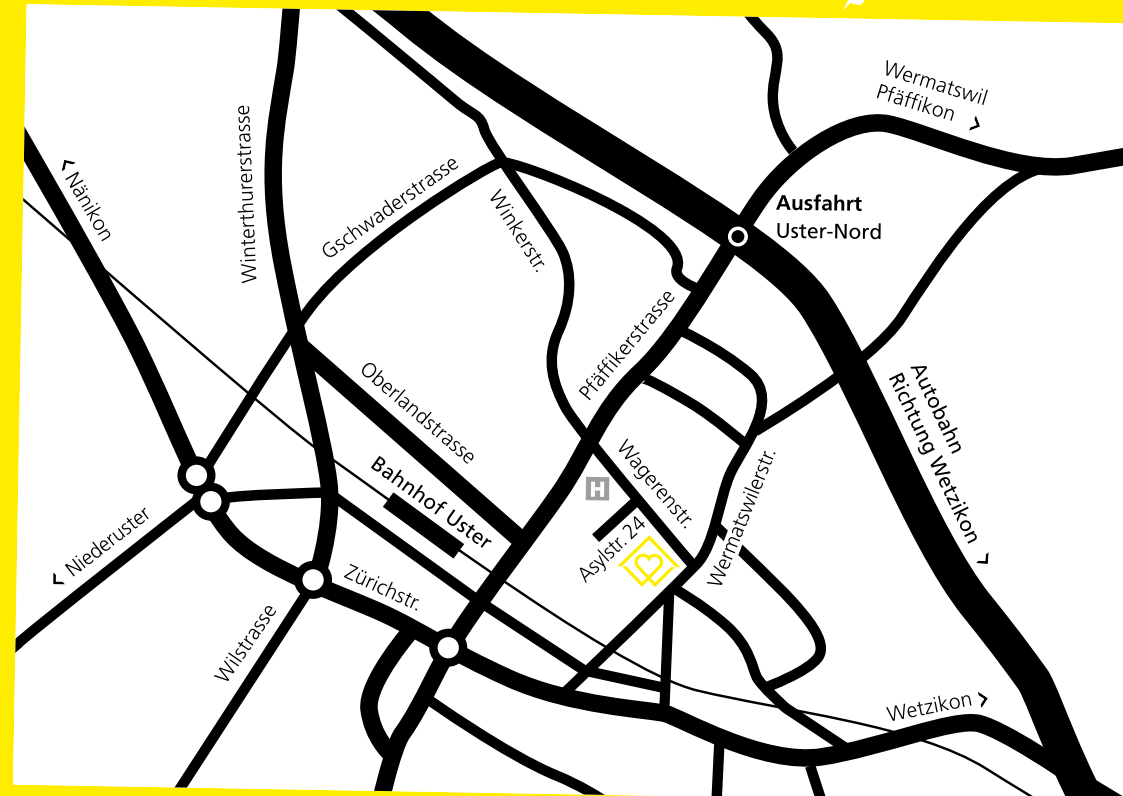 Wermatswil
Pfäffikon
Nänikon
Winterthurerstrasse
Gschwaderstrasse
Winkerstr.
Ausfahrt
Uster-Nord
Pfäffikerstrasse
Oberlandstrasse
Autobahn
Richtung Wetzikon
Bahnhof Uster
Wagerenstr.
H
Wermatswilerstr.
Asylstr. 24
Niederuster
Zürichstr.
Wilstrasse
Wetzikon